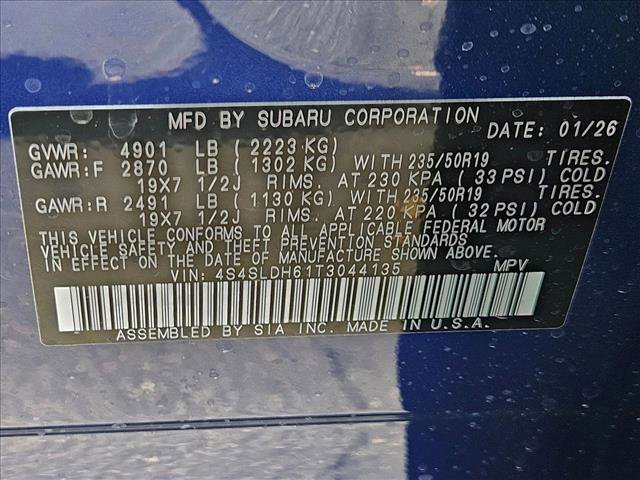 MFD BY SUBARU CORPORATION DATE: 01/26
GVWR: 4901 LB ( 2223 KG)
GAWR:F 2870 LB ( 1302 KG) WITH 235/50R19 TIRES.
19X7 1/2J RIMS. AT 230 KPA ( 33 PSI) COLD
GAWR:R 2491 LB ( 1130 KG) WITH 235/50R19 TIRES.
19X7 1/2J RIMS. AT 220 KPA ( 32 PSI) COLD
THIS VEHICLE CONFORMS TO ALL APPLICABLE FEDERAL MOTOR
VEHICLE SAFETY, AND THEFT PREVENTION STANDARDS
IN EFFECT ON THE DATE OF MANUFACTURE SHOWN ABOVE.
VIN: 4S4SLDH61T3044135 MPV
ASSEMBLED BY SIA INC. MADE IN U.S.A.